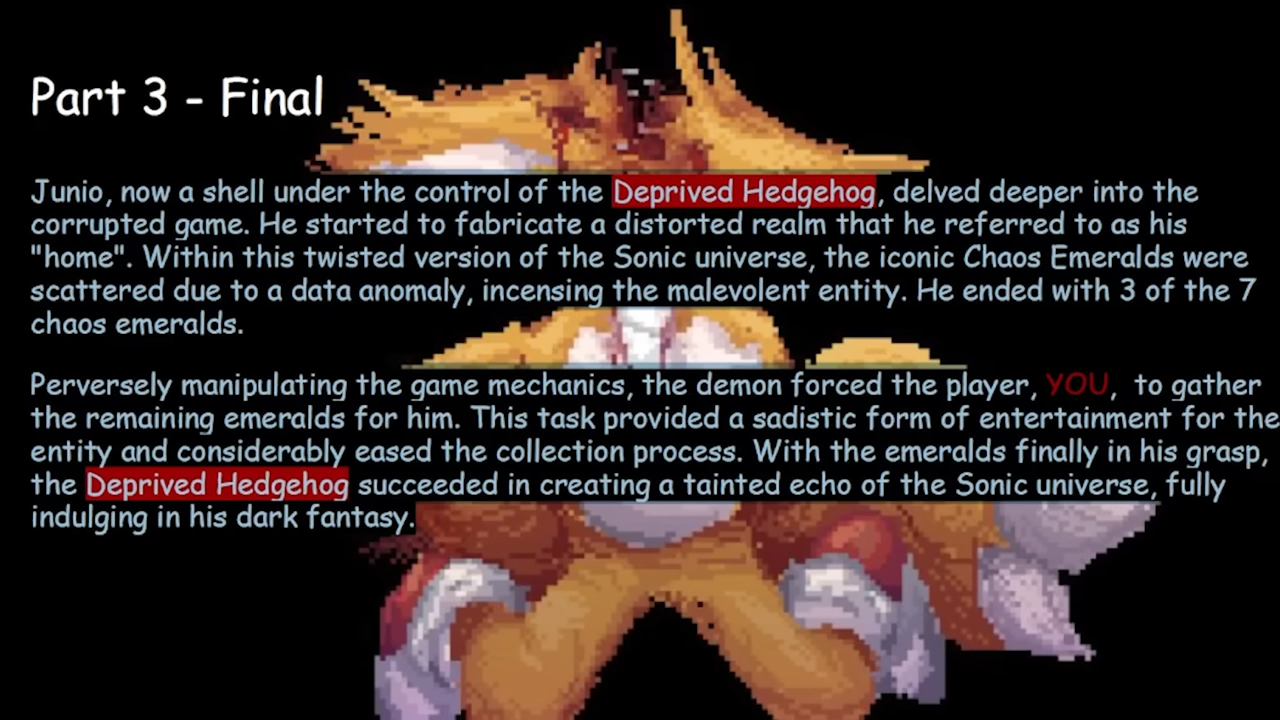 Part 3 - Final
Junio, now a shell under the control of the Deprived Hedgehog, delved deeper into the
corrupted game. He started to fabricate a distorted realm that he referred to as his
"home". Within this twisted version of the Sonic universe, the iconic Chaos Emeralds were
scattered due to a data anomaly, incensing the malevolent entity. He ended with 3 of the 7
chaos emeralds.
Perversely manipulating the game mechanics, the demon forced the player, YOU, to gather
the remaining emeralds for him. This task provided a sadistic form of entertainment for the
entity and considerably eased the collection process. With the emeralds finally in his grasp,
the Deprived Hedgehog succeeded in creating a tainted echo of the Sonic universe, fully
indulging in his dark fantasy.